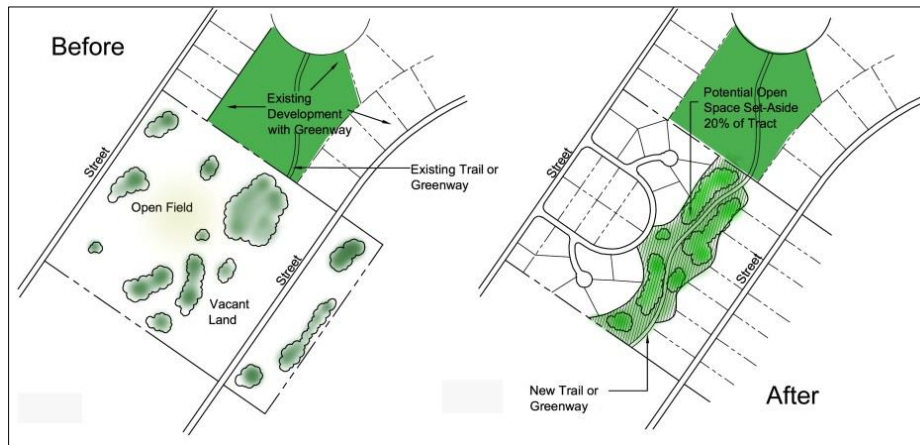 Before
Existing
Development
with Greenway
Existing Trail or
Greenway
Street
Open Field
Street
Vacant
Land
After
Potential Open
Space Set-Aside
20% of Tract
Street
Street
New Trail or
Greenway